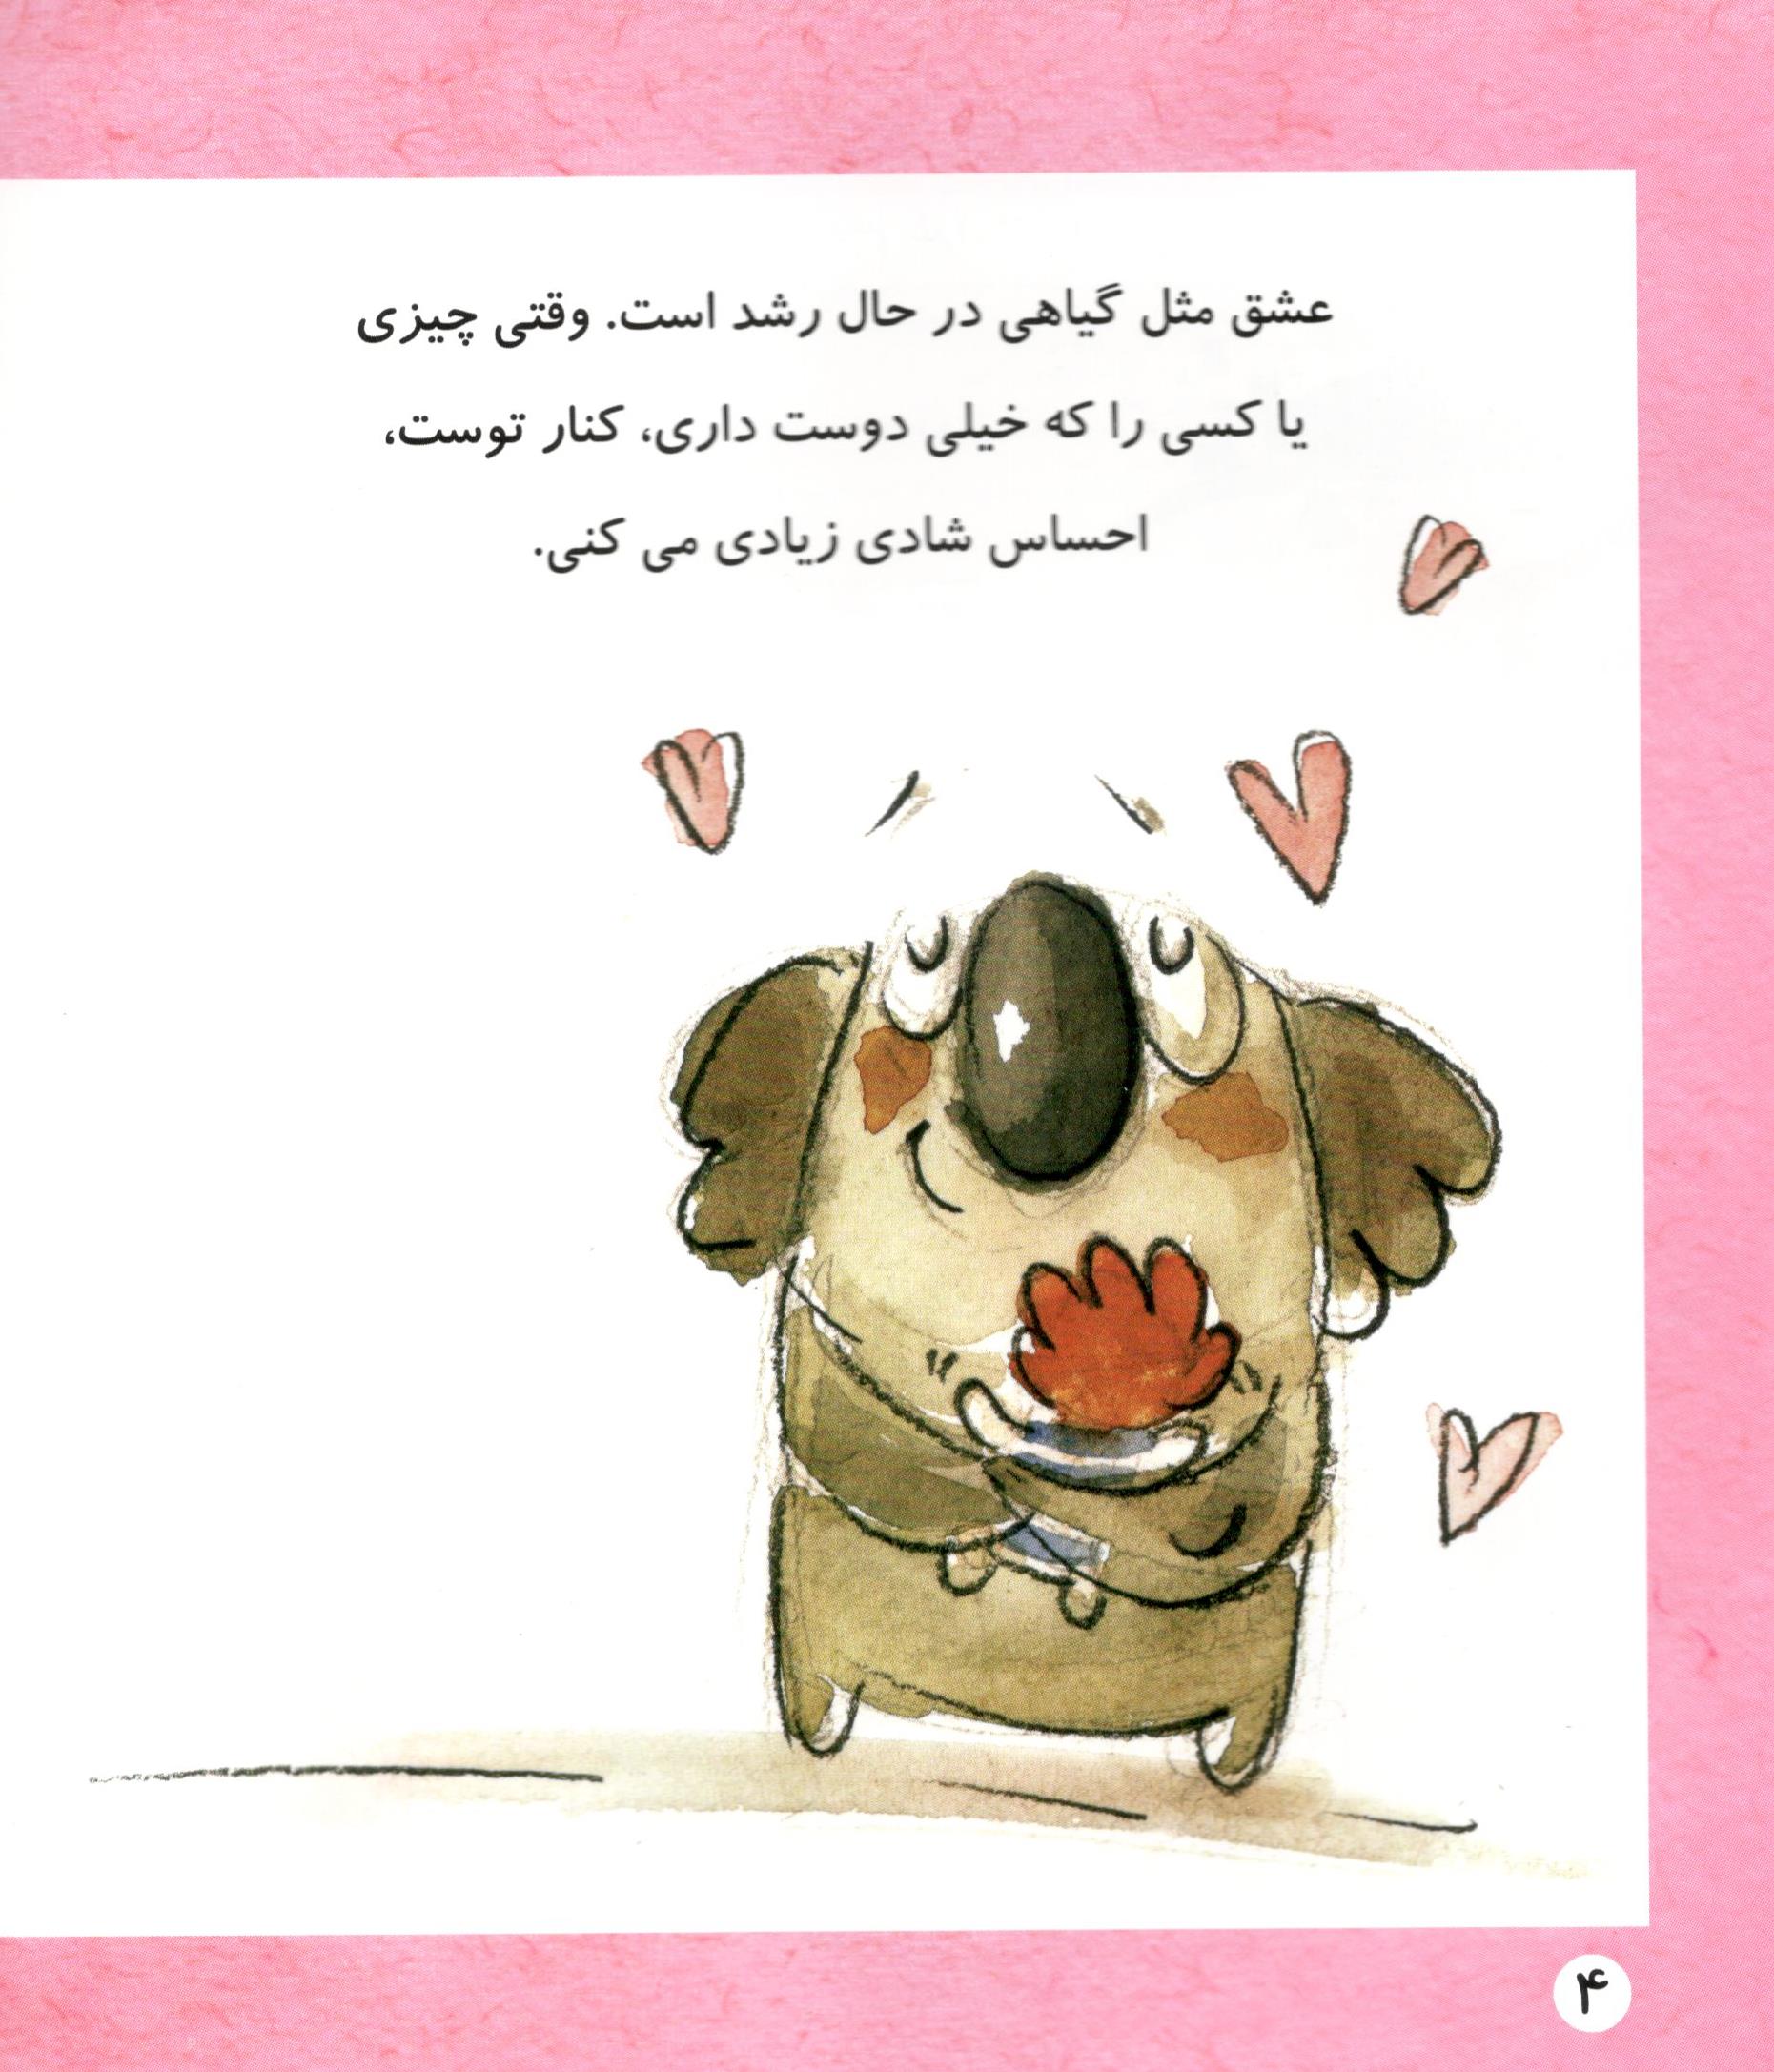 عشق مثل گیاهی در حال رشد است. وقتی چیزی
یا کسی را که خیلی دوست داری، کنار توست،
احساس شادی زیادی می کنی.
۴